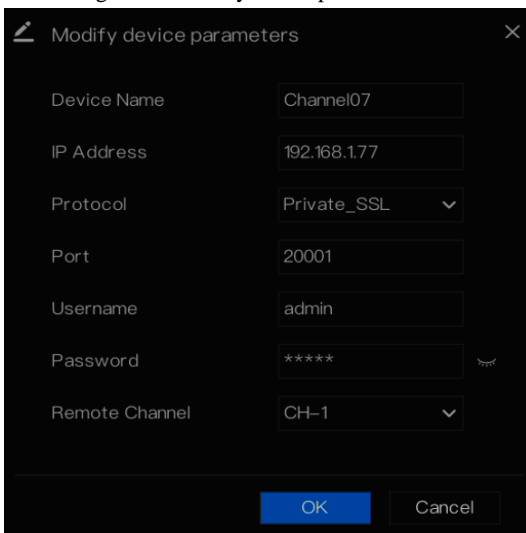 Modify device parameters
Device Name Channel07
IP Address 192.168.1.77
Protocol Private_SSL
Port 20001
Username admin
Password *****
Remote Channel CH-1
OK Cancel